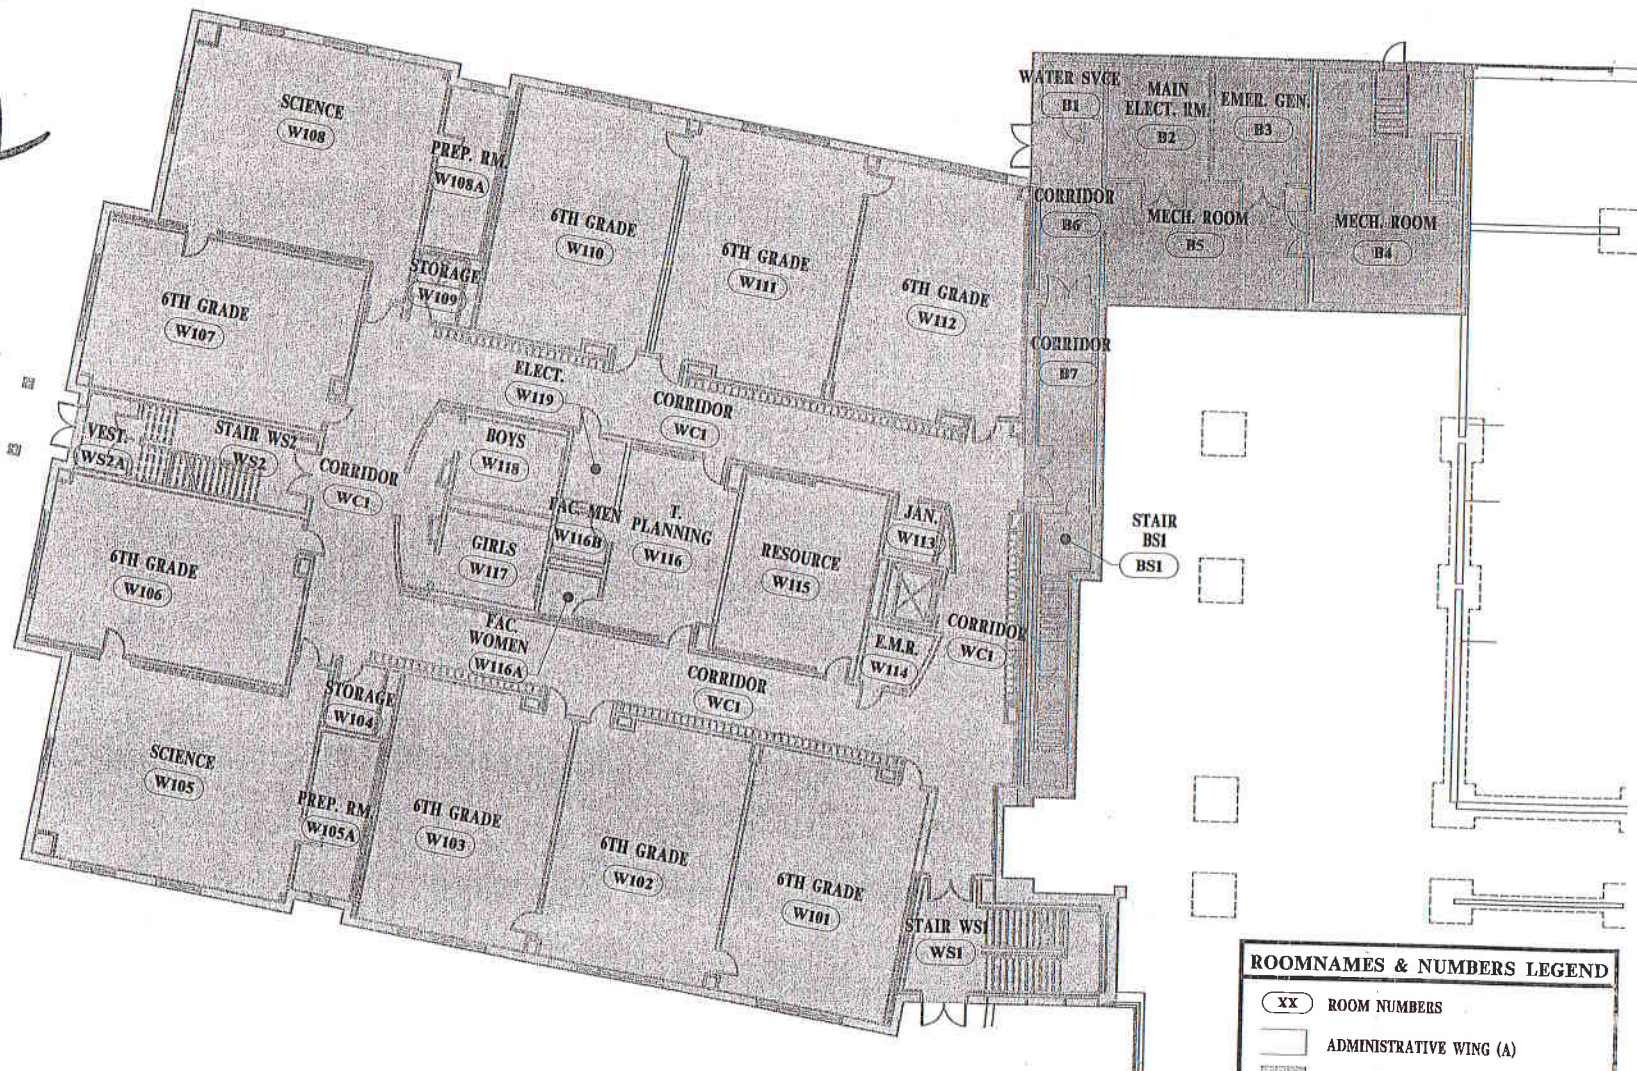 SCIENCE
W108
PREP. RM.
W108A
STORAGE
W109
6TH GRADE
W110
6TH GRADE
W111
6TH GRADE
W112
WATER SVCE
B1
MAIN
ELECT. RM.
B2
EMER. GEN.
B3
CORRIDOR
B6
MECH. ROOM
B5
MECH. ROOM
B4
CORRIDOR
B7
6TH GRADE
W107
ELECT.
W119
CORRIDOR
WC1
VEST.
WS2A
STAIR WS2
WS2
CORRIDOR
WC1
BOYS
W118
FAC. MEN
W116B
T.
PLANNING
W116
GIRLS
W117
RESOURCE
W115
JAN.
W113
STAIR
BS1
BS1
6TH GRADE
W106
FAC.
WOMEN
W116A
E.M.R.
W114
CORRIDOR
WC1
CORRIDOR
WC1
STORAGE
W104
SCIENCE
W105
PREP. RM.
W105A
6TH GRADE
W103
6TH GRADE
W102
6TH GRADE
W101
STAIR WS1
WS1
ROOMNAMES & NUMBERS LEGEND
XX ROOM NUMBERS
ADMINISTRATIVE WING (A)